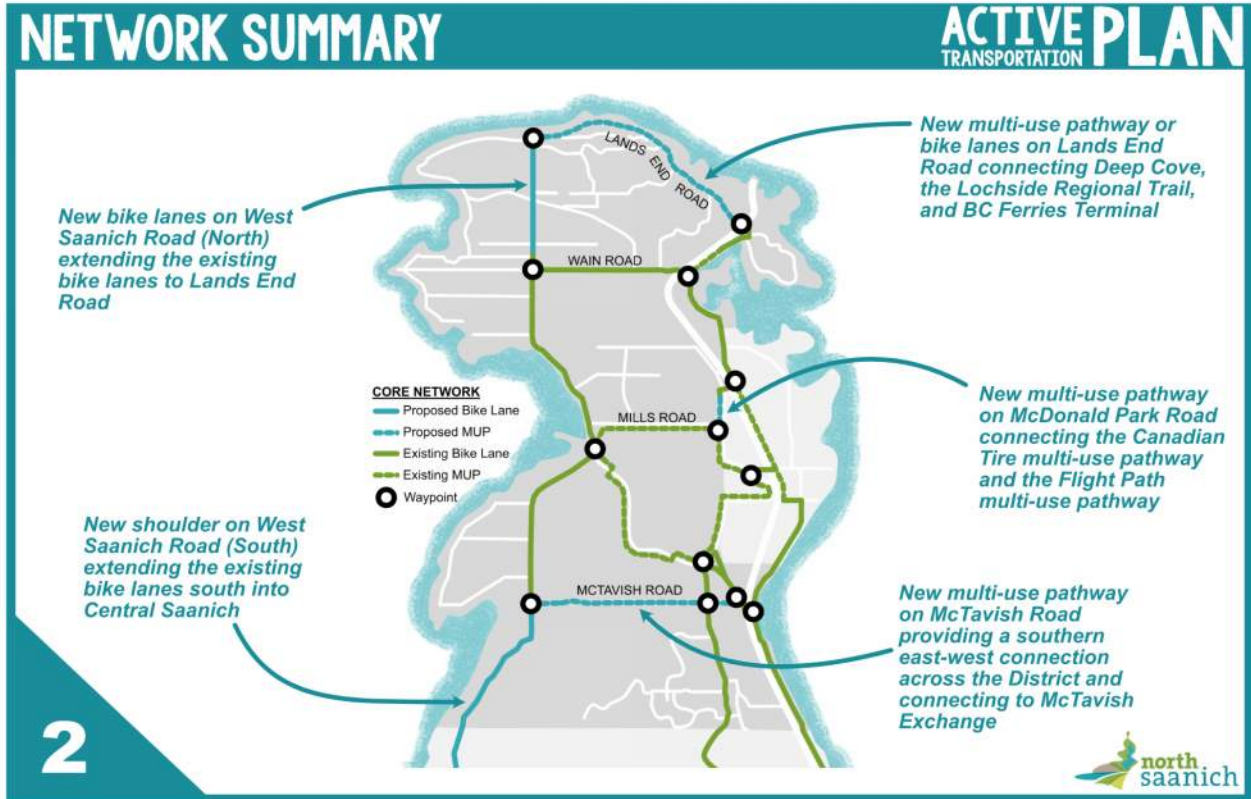 NETWORK SUMMARY
ACTIVE
TRANSPORTATION
PLAN
New multi-use pathway or
bike lanes on Lands End
Road connecting Deep Cove,
the Lochside Regional Trail,
and BC Ferries Terminal
LANDS END ROAD
New bike lanes on West
Saanich Road (North)
extending the existing
bike lanes to Lands End
Road
WAIN ROAD
CORE NETWORK
Proposed Bike Lane
Proposed MUP
Existing Bike Lane
Existing MUP
Waypoint
MILLS ROAD
New multi-use pathway
on McDonald Park Road
connecting the Canadian
Tire multi-use pathway
and the Flight Path
multi-use pathway
New shoulder on West
Saanich Road (South)
extending the existing
bike lanes south into
Central Saanich
MCTAVISH ROAD
New multi-use pathway
on McTavish Road
providing a southern
east-west connection
across the District and
connecting to McTavish
Exchange
2
north
saanich